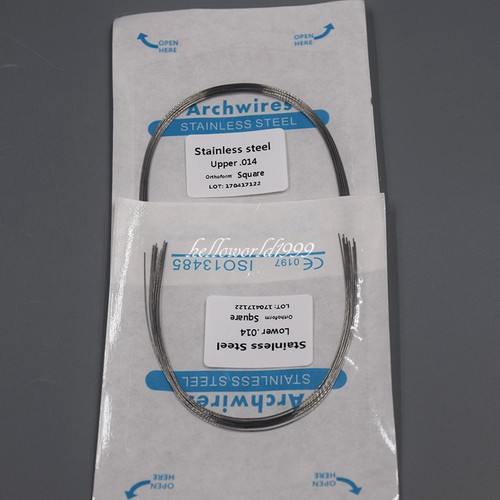 OPEN
HERE
OPEN
HERE
Archwires
STAINLESS STEEL
Stainless steel
Upper .014
Orthoform Square
LOT: 170417122
helloworld1999
CE 0197 ISO13485
Stainless Steel
Lower .014
Orthoform Square
LOT: 170417122
STAINLESS STEEL
Archwires
OPEN
HERE
OPEN
HERE